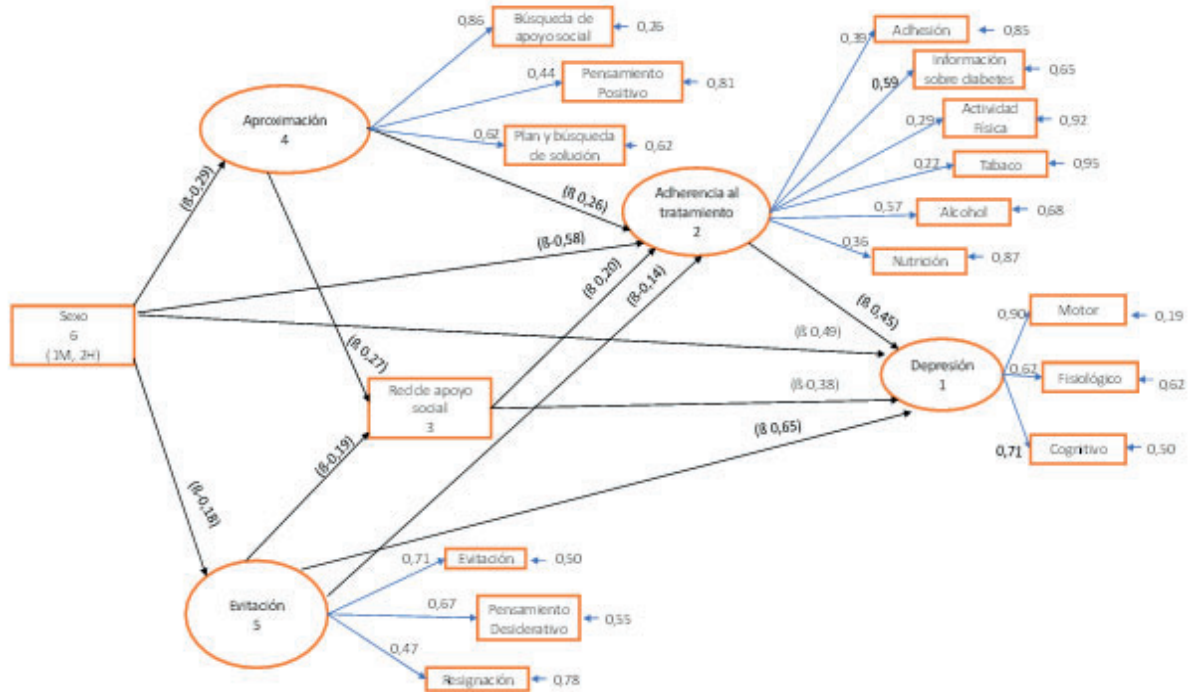 Aproximación
4
0,86
Búsqueda de
apoyo social
0,26
0,44
Pensamiento
Positivo
0,81
0,62
Plan y búsqueda
de solución
0,62
Adherencia al
tratamiento
2
0,39
Adhesión
0,85
0,59
Información
sobre diabetes
0,65
0,29
Actividad
Física
0,92
Tabaco
0,95
0,57
Alcohol
0,68
0,36
Nutrición
0,87
(ß-0,29)
(ß 0,26)
(ß-0,58)
(ß 0,20)
(ß-0,14)
(ß 0,45)
Sexo
6
(1M, 2H)
(ß 0,49)
(ß 0,27)
Red de apoyo
social
3
(ß-0,38)
(ß-0,19)
(ß 0,65)
(ß-0,18)
Depresión
1
0,90
Motor
0,19
0,62
Fisiológico
0,62
0,71
Cognitivo
0,50
Evitación
5
0,71
Evitación
0,50
0,67
Pensamiento
Desiderativo
0,55
0,47
Resignación
0,78